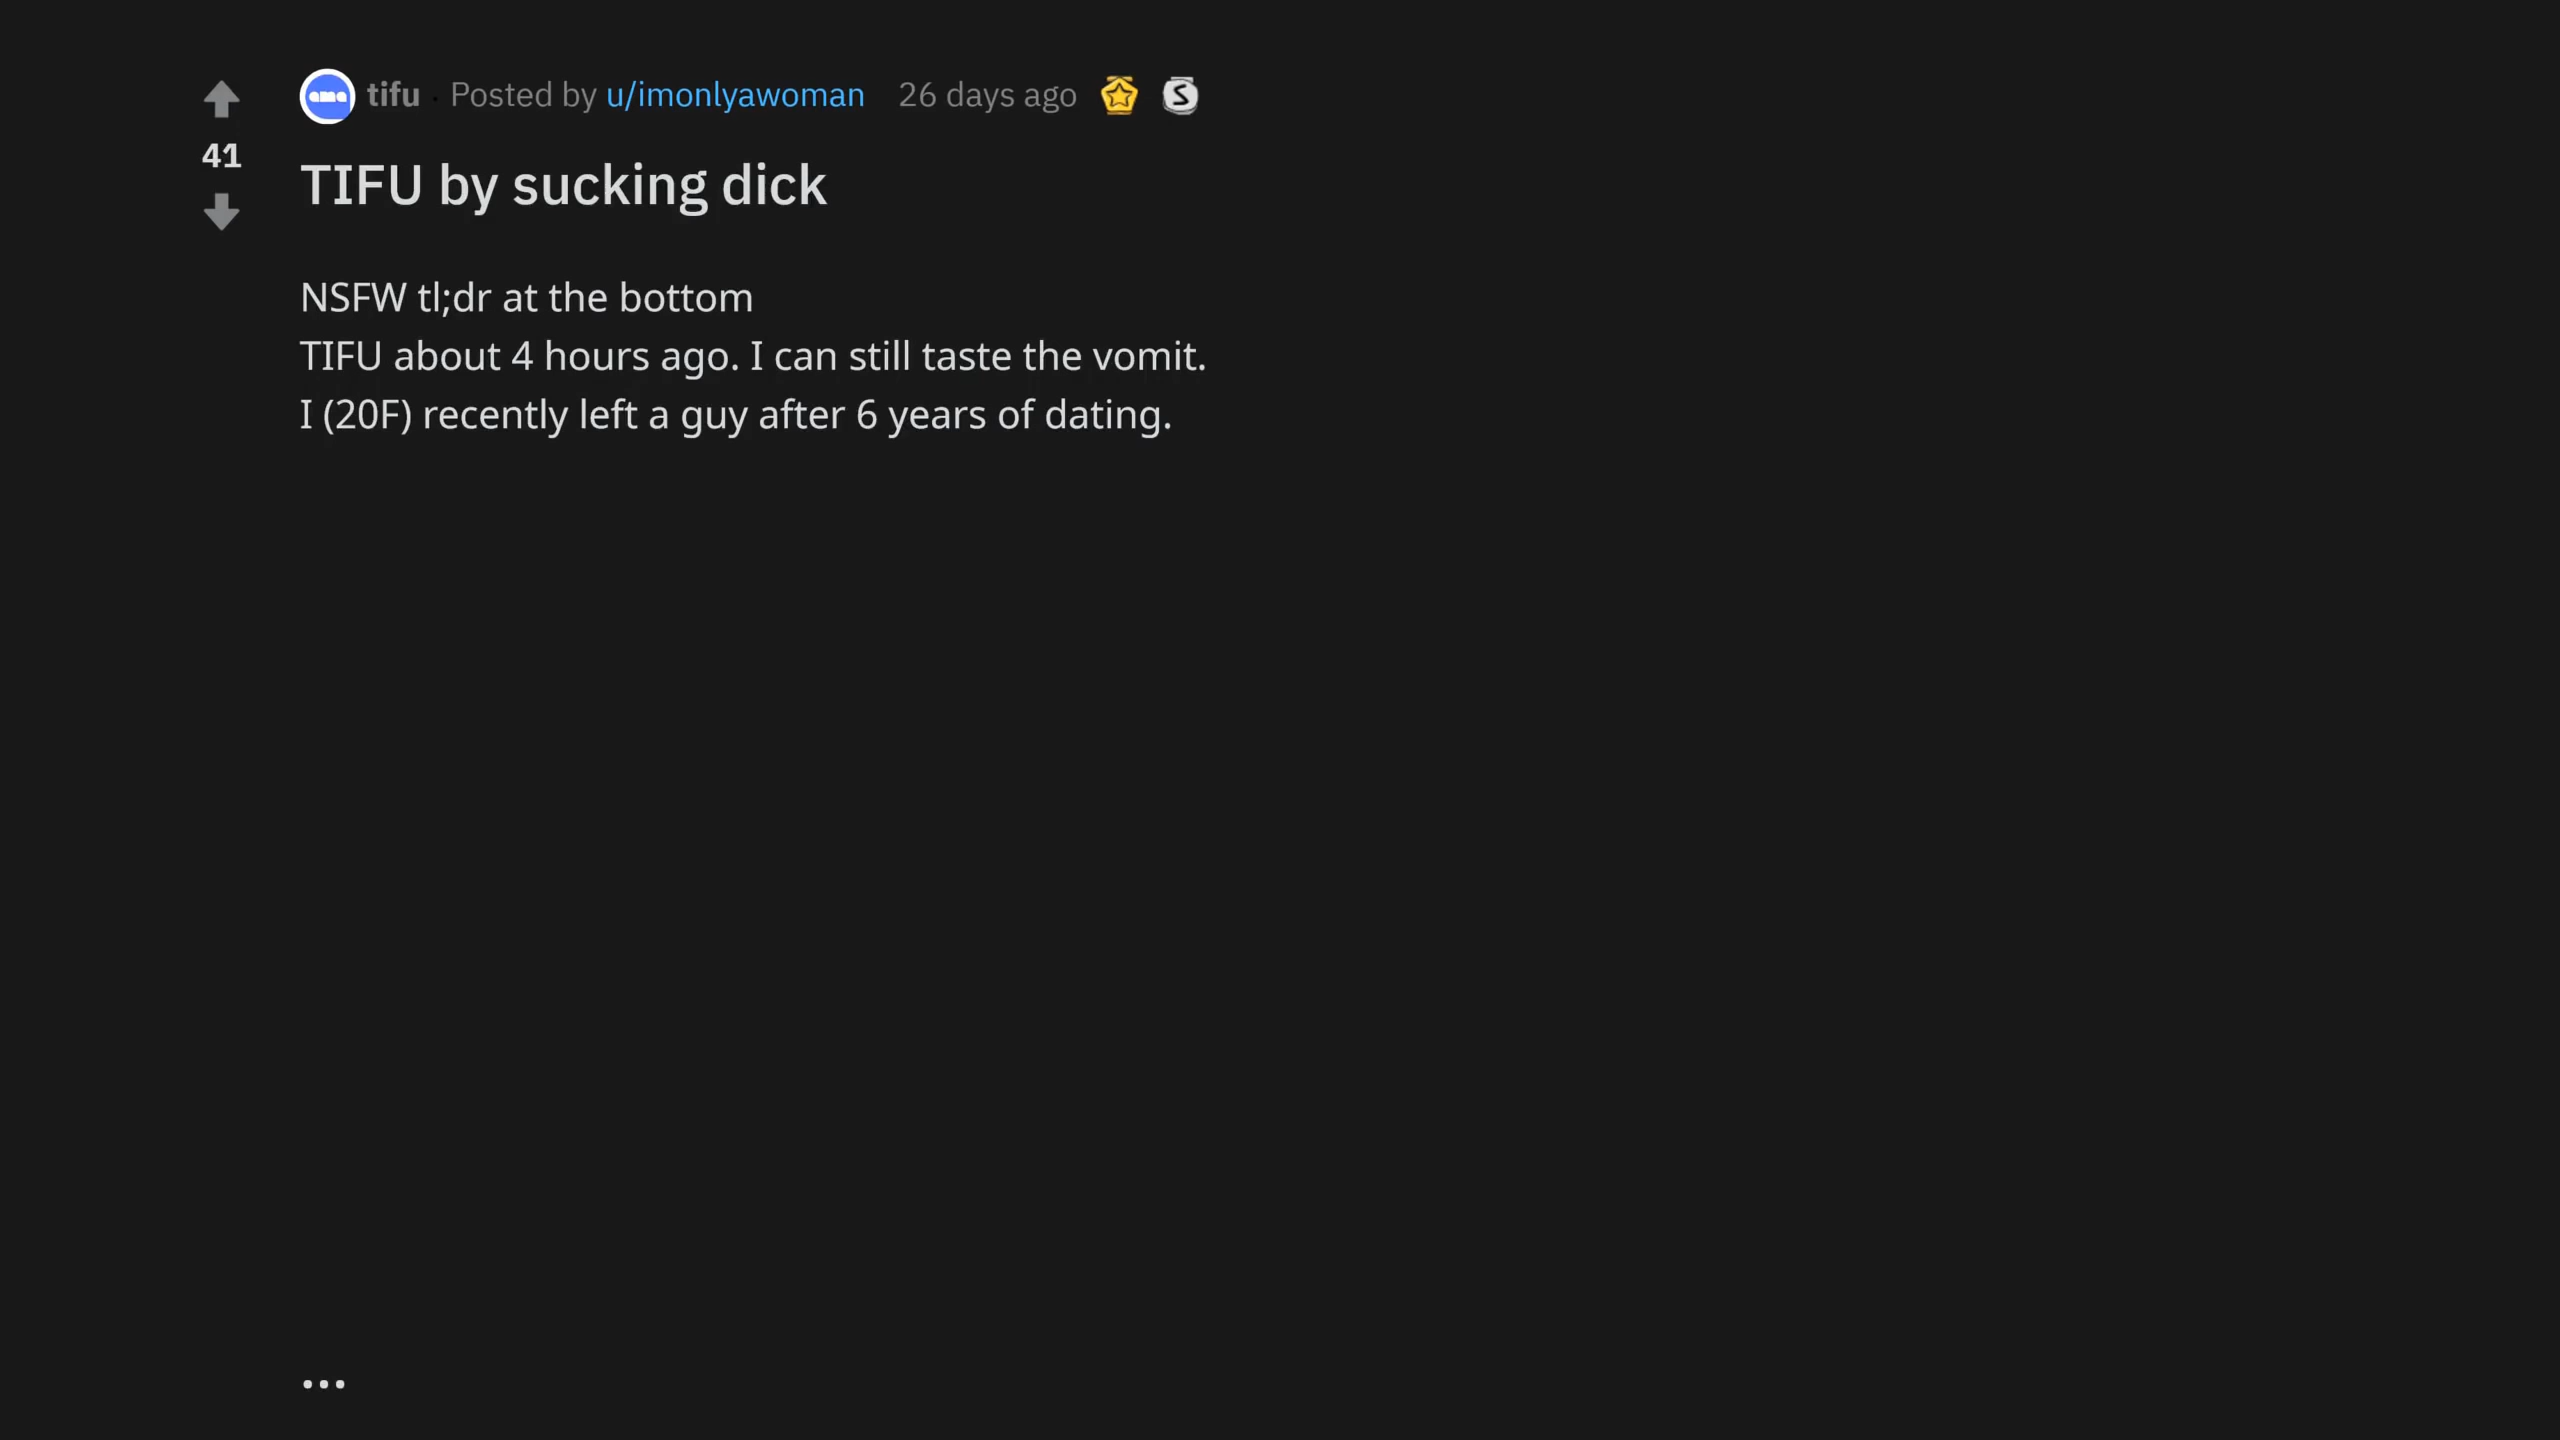 ama tifu · Posted by u/imonlyawoman 26 days ago S
41
TIFU by sucking dick
NSFW tl;dr at the bottom
TIFU about 4 hours ago. I can still taste the vomit.
I (20F) recently left a guy after 6 years of dating.
...